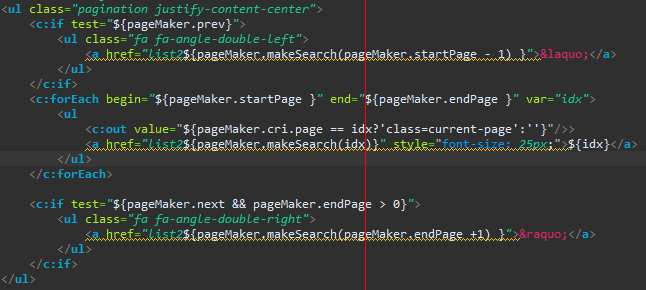 <ul class="pagination justify-content-center">
<c:if test="${pageMaker.prev}">
<ul class="fa fa-angle-double-left">
<a href="list2${pageMaker.makeSearch(pageMaker.startPage - 1) }">&laquo;</a>
</ul>
</c:if>
<c:forEach begin="${pageMaker.startPage }" end="${pageMaker.endPage }" var="idx">
<ul
<c:out value="${pageMaker.cri.page == idx?'class=current-page':''}"/>>
<a href="list2${pageMaker.makeSearch(idx)}" style="font-size: 25px;">${idx}</a>
</ul>
</c:forEach>
<c:if test="${pageMaker.next && pageMaker.endPage > 0}">
<ul class="fa fa-angle-double-right">
<a href="list2${pageMaker.makeSearch(pageMaker.endPage +1) }">&raquo;</a>
</ul>
</c:if>
</ul>